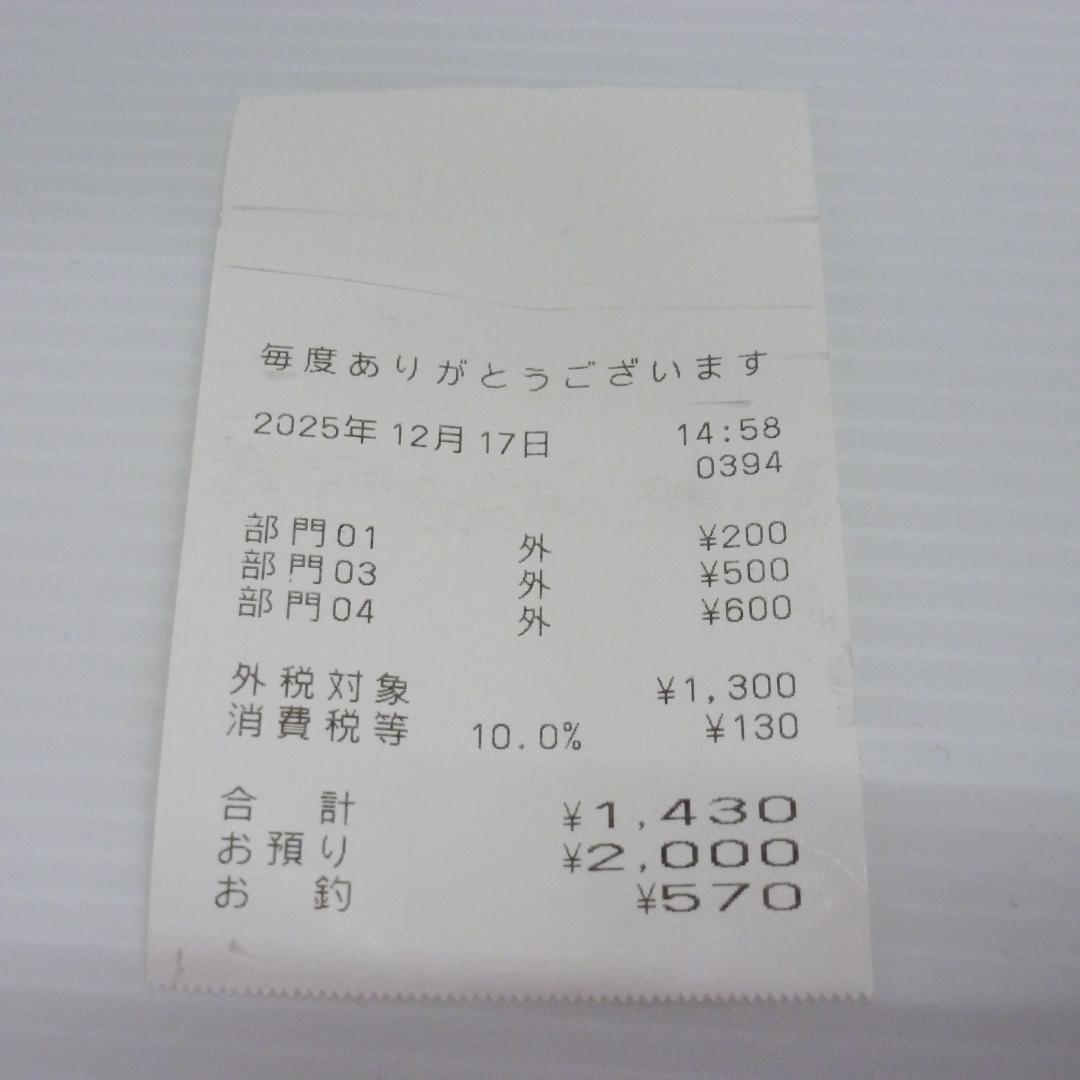 毎度ありがとうございます
2025年 12月 17日 14:58
0394
部門01 外 ¥200
部門03 外 ¥500
部門04 外 ¥600
外税対象 ¥1,300
消費税等 10.0% ¥130
合計 ¥1,430
お預り ¥2,000
お釣 ¥570